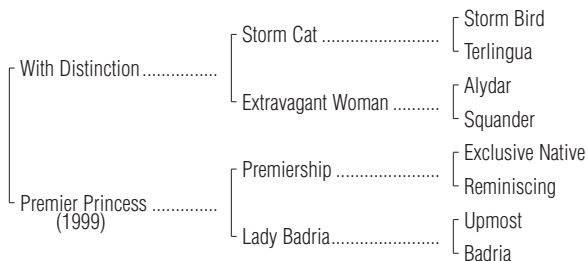 Storm Bird
Storm Cat ........................
Terlingua
With Distinction ...............
Alydar
Extravagant Woman ..........
Squander
Exclusive Native
Premiership .....................
Reminiscing
Premier Princess .............
(1999)
Upmost
Lady Badria......................
Badria